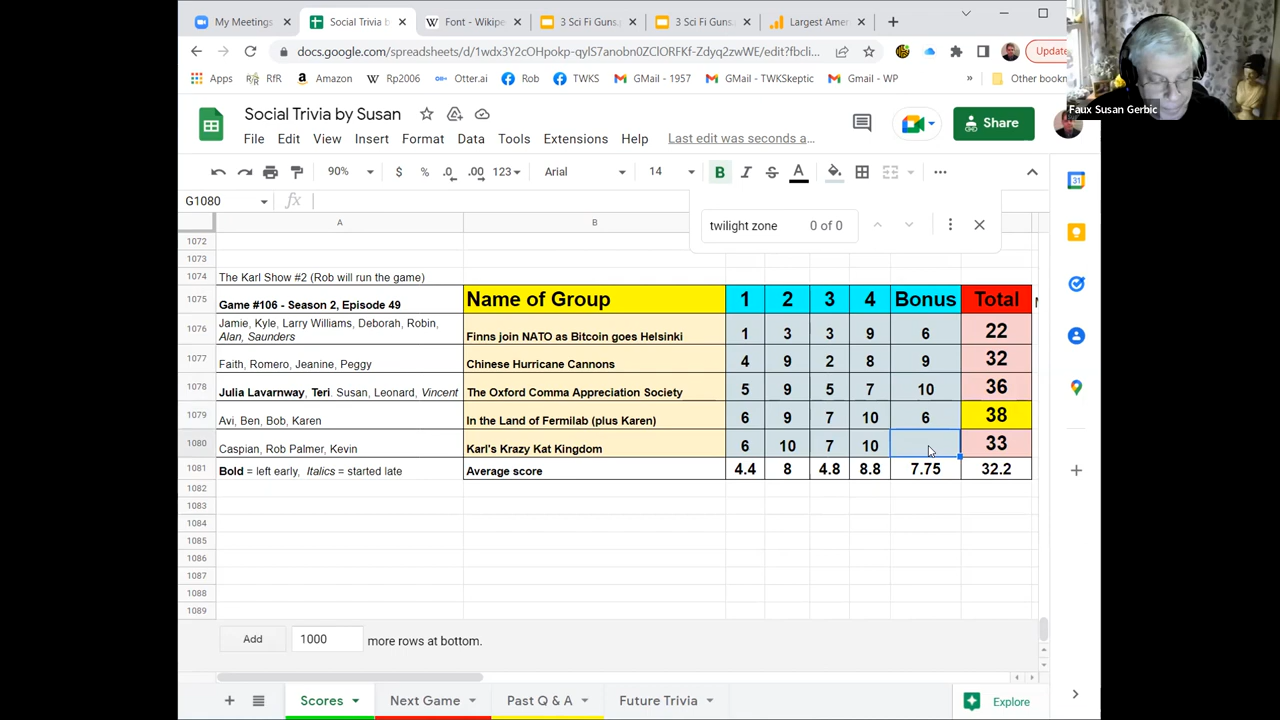 My Meetings
Social Trivia by
Font - Wikipe
3 Sci Fi Guns.
3 Sci Fi Guns.
Largest Amer
docs.google.com/spreadsheets/d/1wdx3Y2cOHpokp-qylS7anobn0ZClORFKf-Zdyq2zwWE/edit?fbcli...
Update
Apps
RfR
Amazon
Rp2006
Otter.ai
Rob
TWKS
GMail - 1957
GMail - TWKSkeptic
Gmail - WP
»
Other bookn
Faux Susan Gerbic
Social Trivia by Susan
Share
File Edit View Insert Format Data Tools Extensions Help Last edit was seconds a...
90% $ % .0 .00 123 Arial 14 B I S A
G1080 fx
twilight zone 0 of 0
A B
1072
1073
1074 The Karl Show #2 (Rob will run the game)
1075 Game #106 - Season 2, Episode 49 Name of Group 1 2 3 4 Bonus Total
1076 Jamie, Kyle, Larry Williams, Deborah, Robin,
Alan, Saunders Finns join NATO as Bitcoin goes Helsinki 1 3 3 9 6 22
1077 Faith, Romero, Jeanine, Peggy Chinese Hurricane Cannons 4 9 2 8 9 32
1078 Julia Lavarnway, Teri. Susan, Leonard, Vincent The Oxford Comma Appreciation Society 5 9 5 7 10 36
1079 Avi, Ben, Bob, Karen In the Land of Fermilab (plus Karen) 6 9 7 10 6 38
1080 Caspian, Rob Palmer, Kevin Karl's Krazy Kat Kingdom 6 10 7 10 33
1081 Bold = left early, Italics = started late Average score 4.4 8 4.8 8.8 7.75 32.2
1082
1083
1084
1085
1086
1087
1088
1089
Add 1000 more rows at bottom.
Scores
Next Game
Past Q & A
Future Trivia
Explore